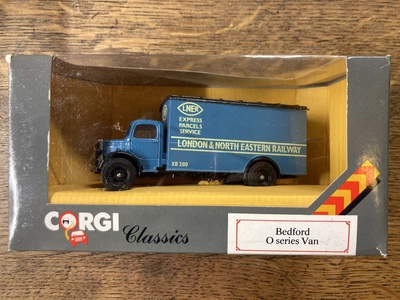 LNER
EXPRESS
PARCELS
SERVICE
LONDON & NORTH EASTERN RAILWAY
XB 280
CORGI
Classics
Bedford
O series Van